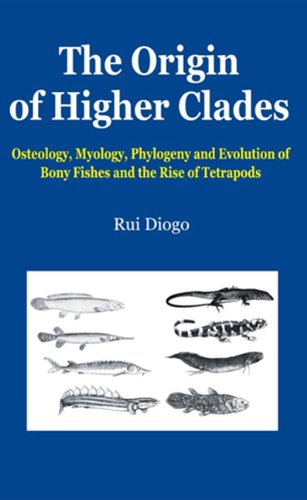 The Origin
of Higher Clades
Osteology, Myology, Phylogeny and Evolution of
Bony Fishes and the Rise of Tetrapods
Rui Diogo